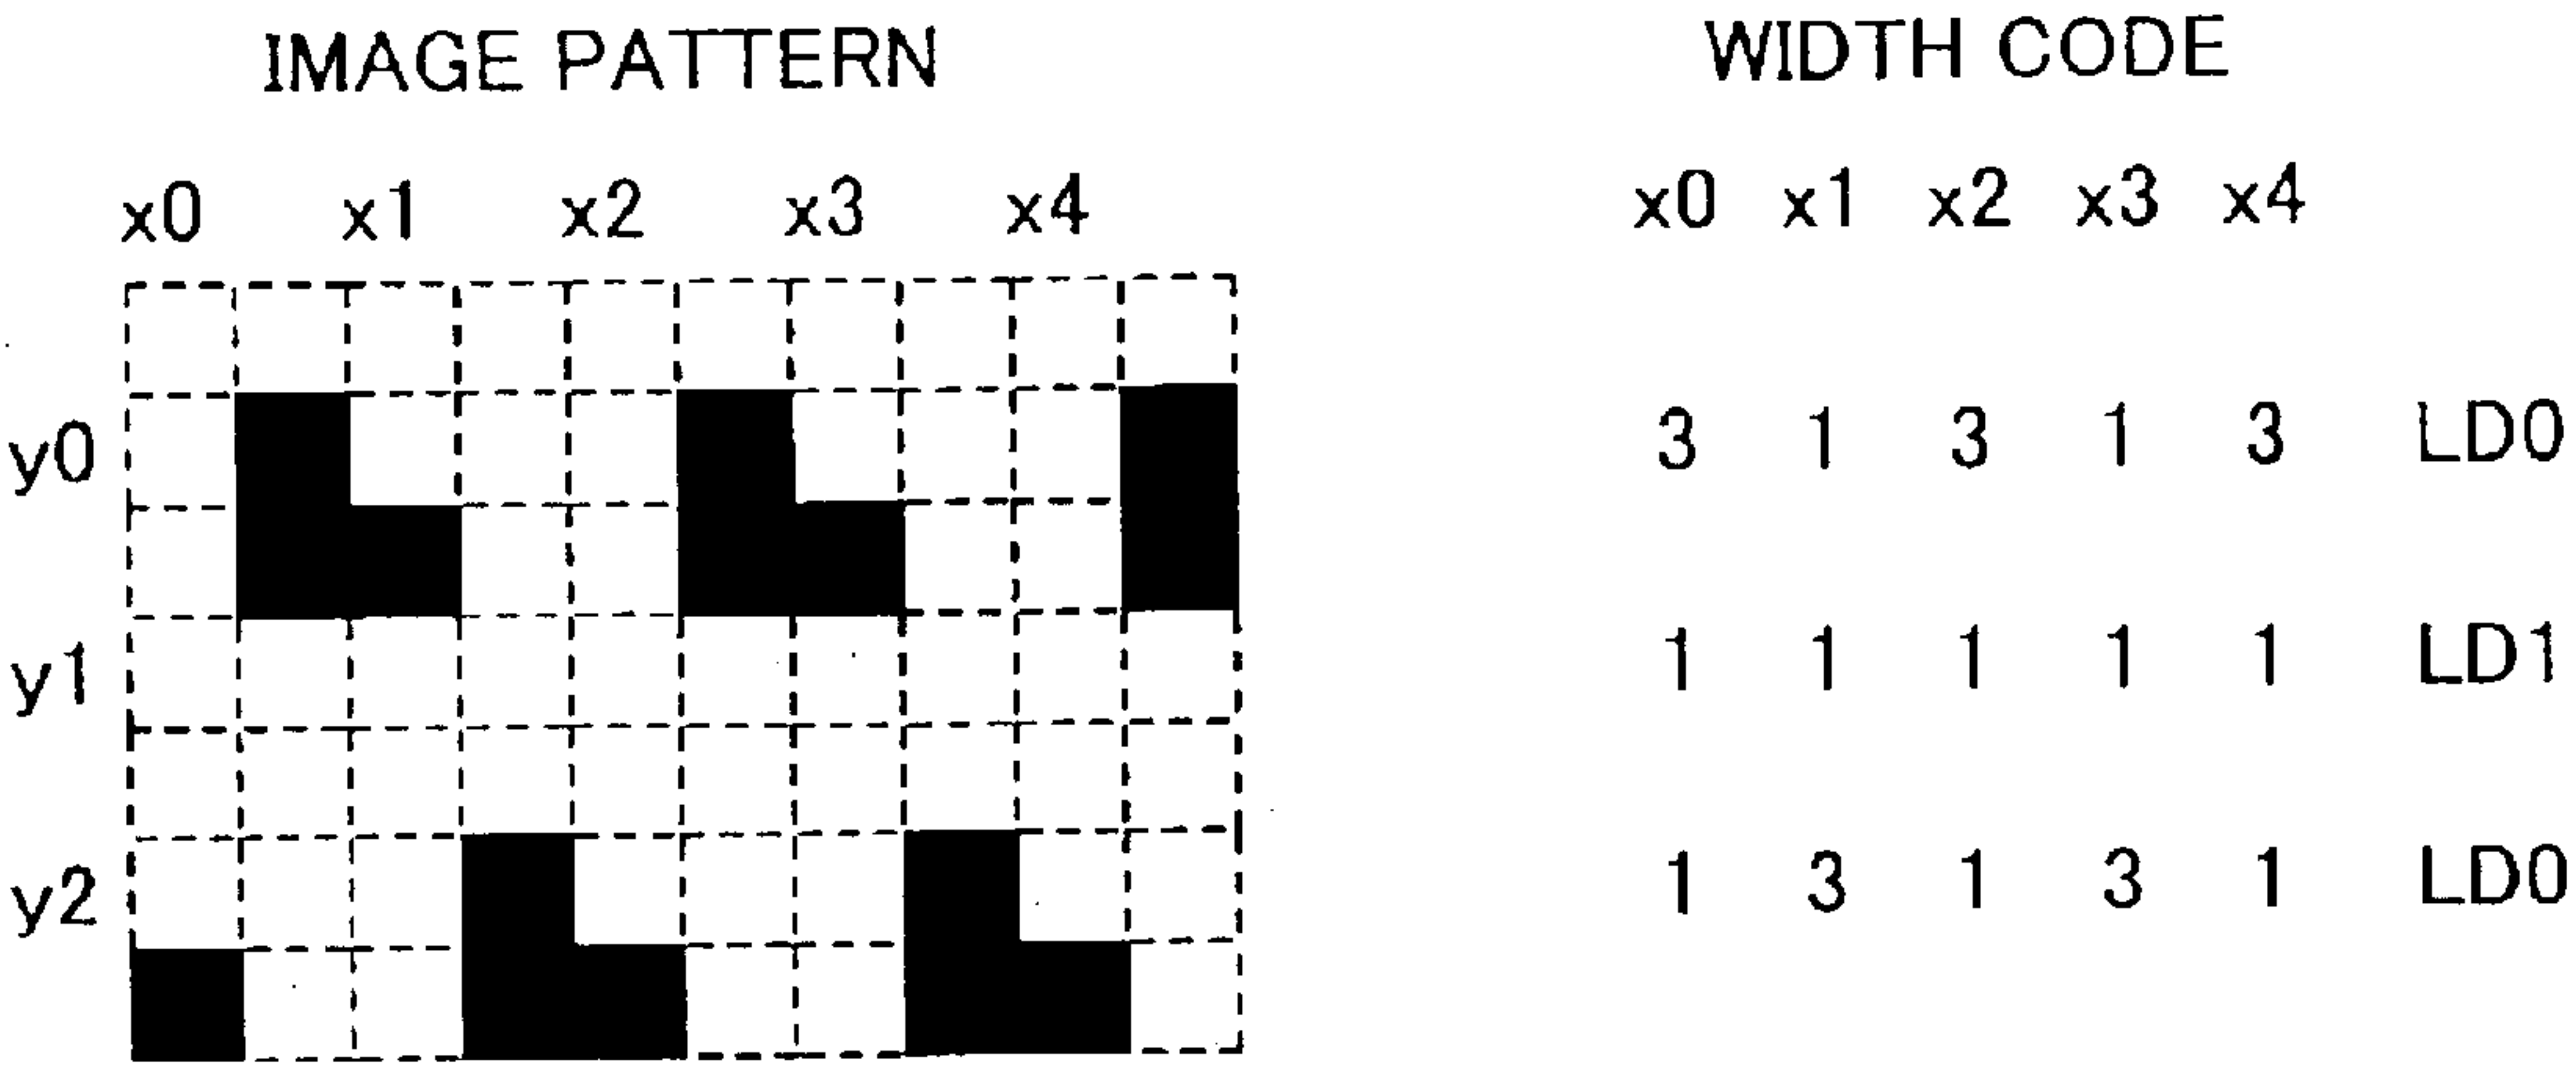 IMAGE PATTERN WIDTH CODE
x0 x1 x2 x3 x4 x0 x1 x2 x3 x4
y0 3 1 3 1 3 LD0
y1 1 1 1 1 1 LD1
y2 1 3 1 3 1 LD0